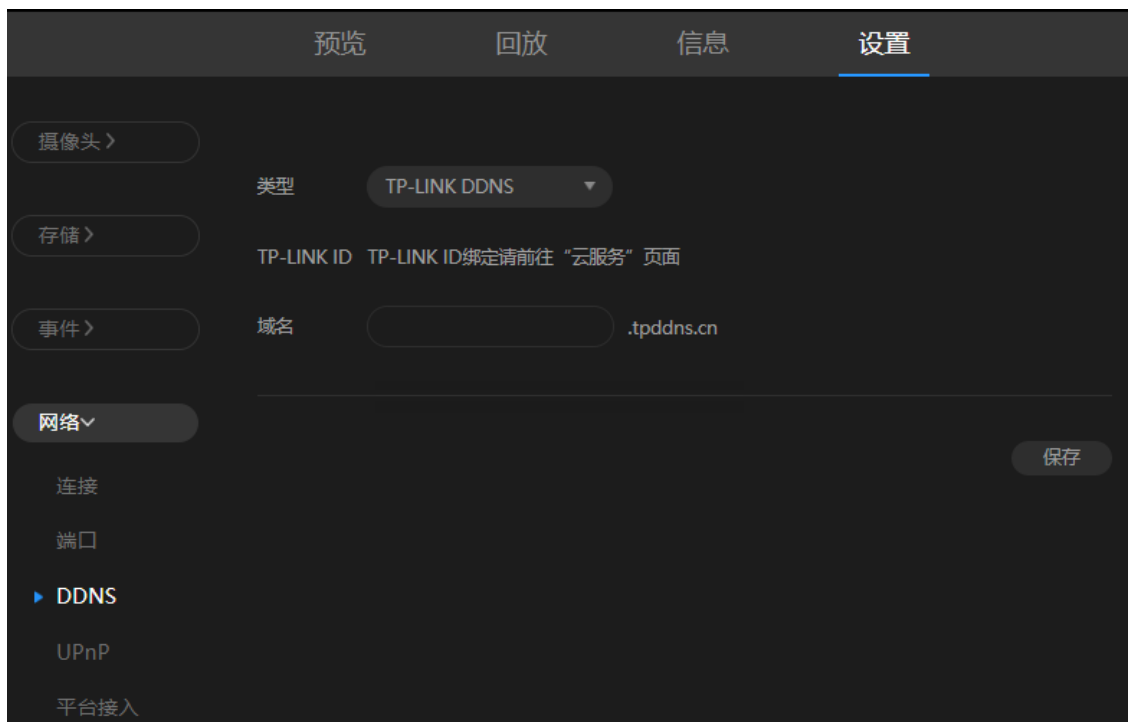 预览 回放 信息 设置
摄像头
类型 TP-LINK DDNS
存储
TP-LINK ID TP-LINK ID绑定请前往“云服务”页面
事件
域名 .tpddns.cn
网络
保存
连接
端口
DDNS
UPnP
平台接入